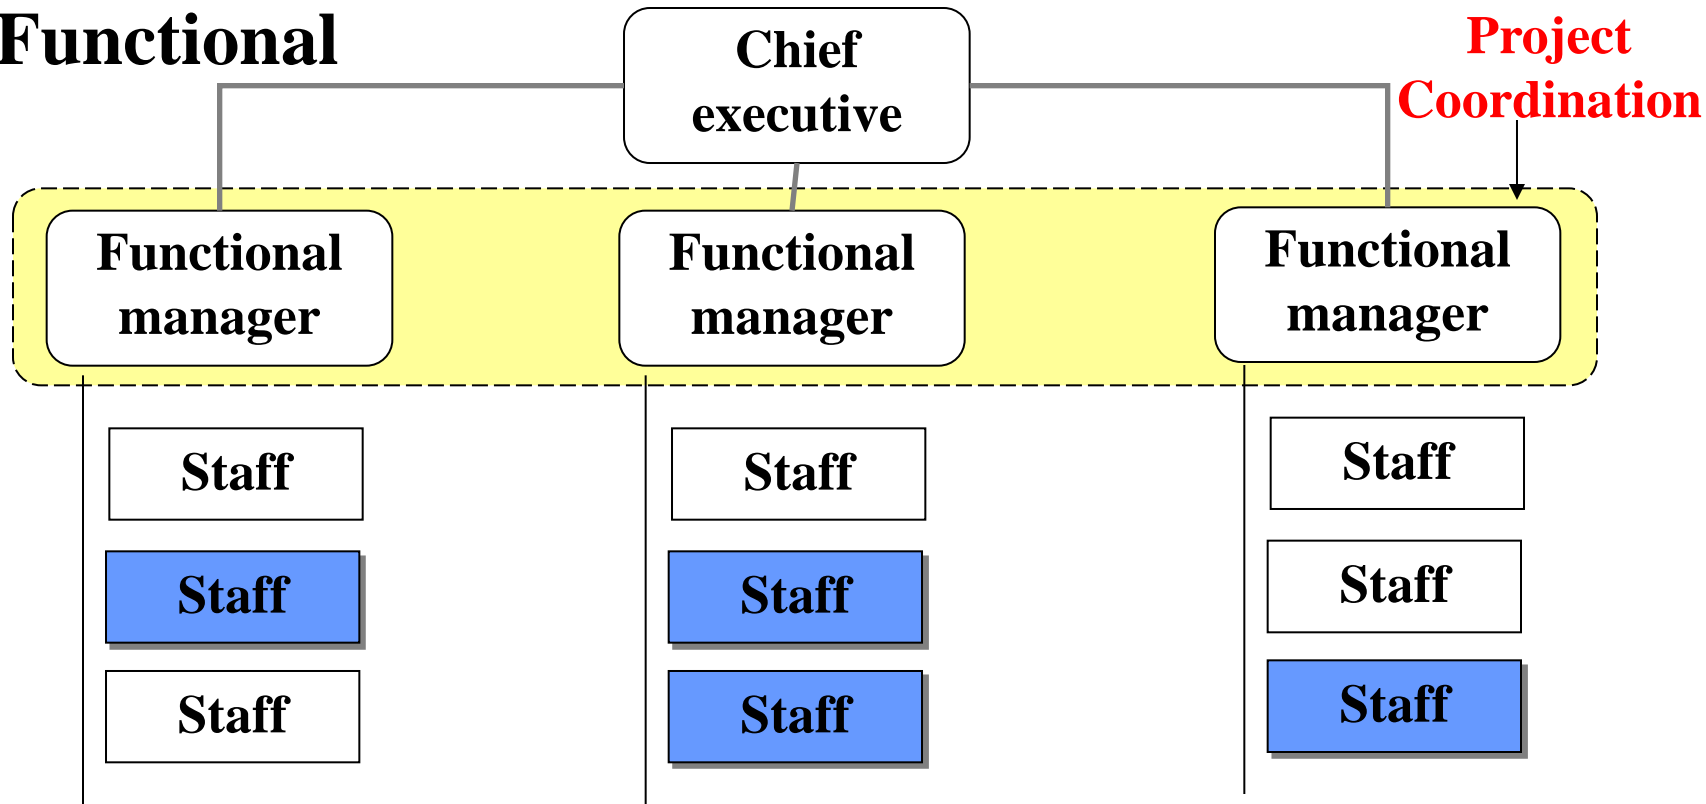 Functional
Chief
executive
Project
Coordination
Functional
manager
Functional
manager
Functional
manager
Staff
Staff
Staff
Staff
Staff
Staff
Staff
Staff
Staff